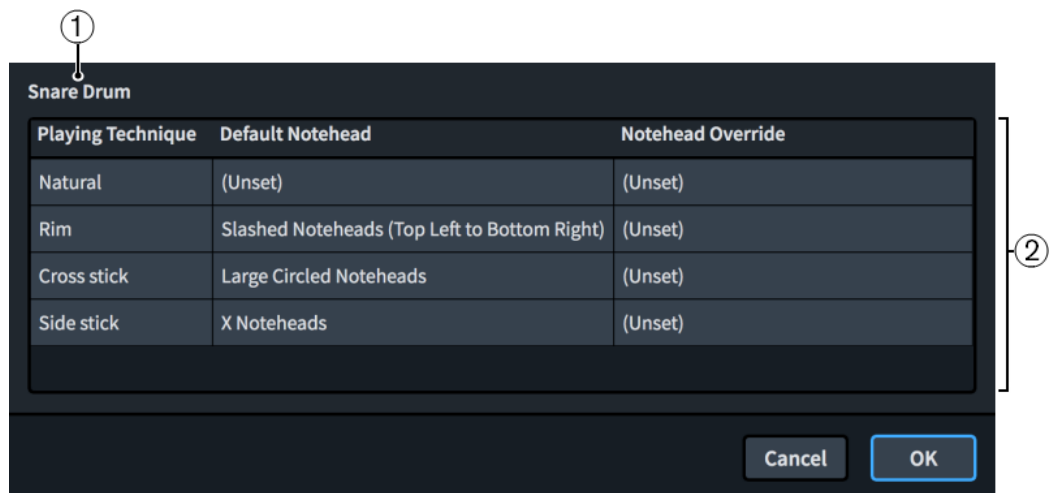 1
Snare Drum
Playing Technique Default Notehead Notehead Override
Natural (Unset) (Unset)
Rim Slashed Noteheads (Top Left to Bottom Right) (Unset)
Cross stick Large Circled Noteheads (Unset)
2
Side stick X Noteheads (Unset)
Cancel OK